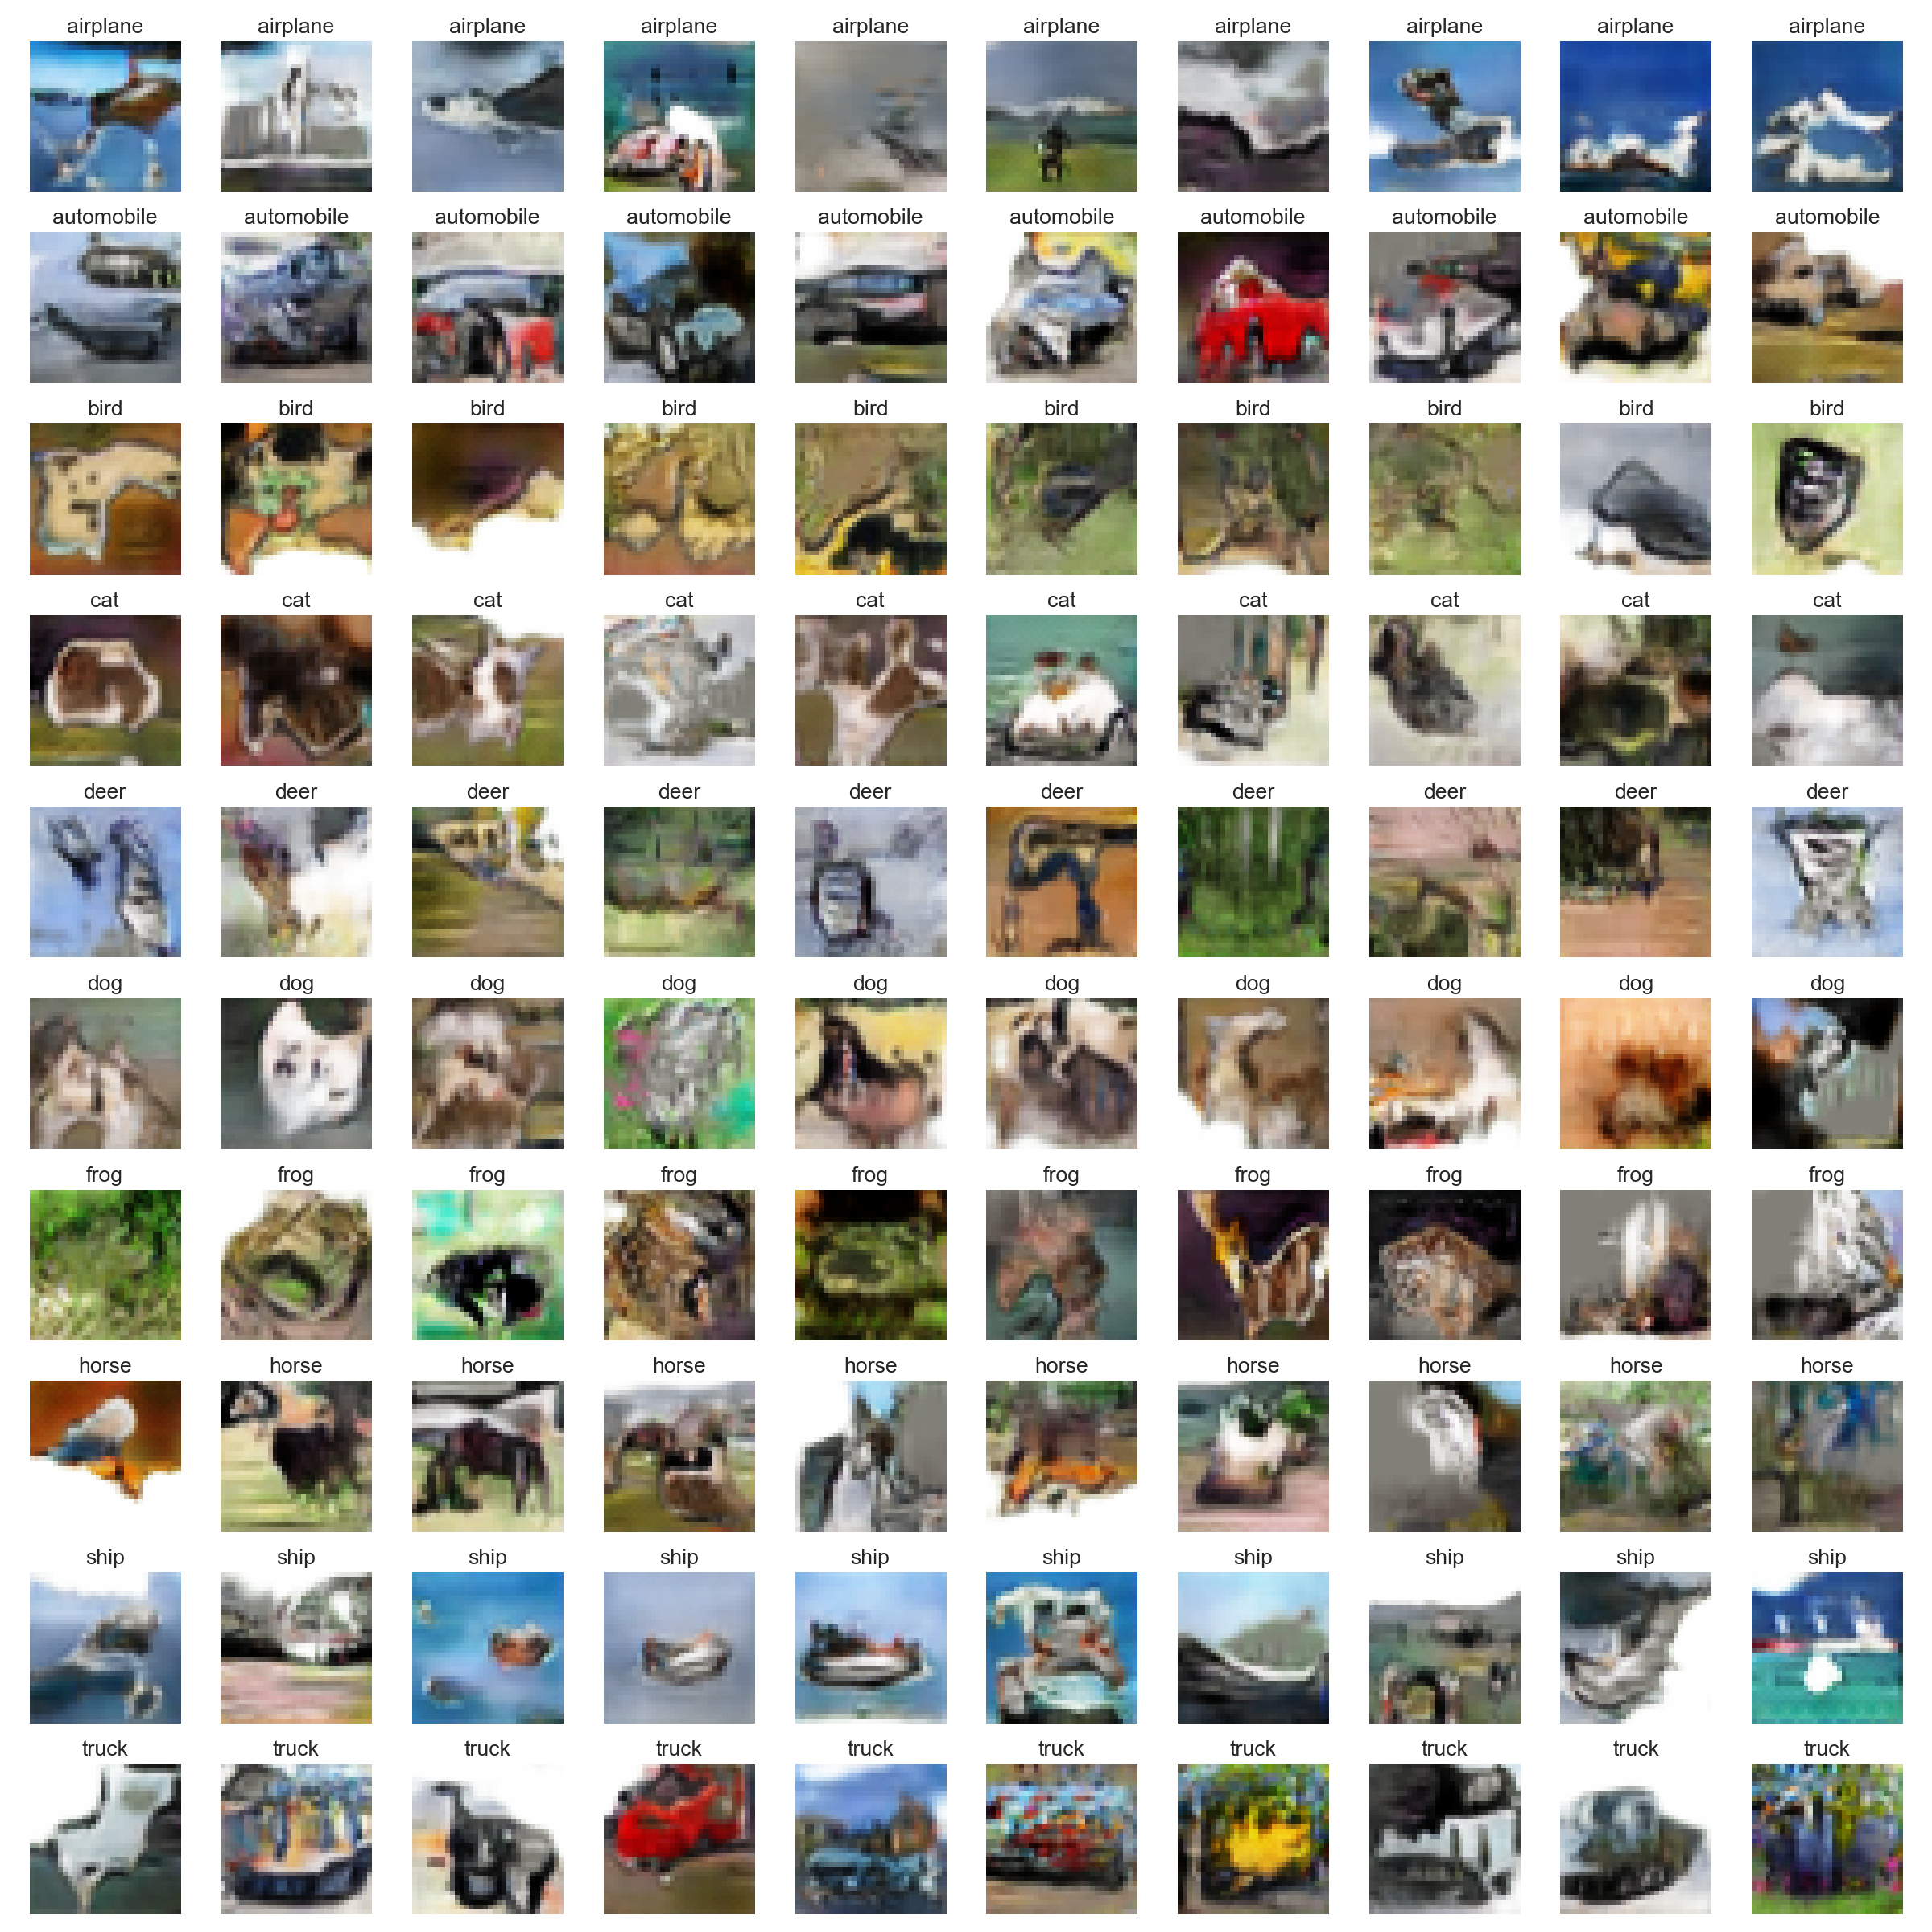 airplane airplane airplane airplane airplane airplane airplane airplane airplane airplane
automobile automobile automobile automobile automobile automobile automobile automobile automobile automobile
bird bird bird bird bird bird bird bird bird bird
cat cat cat cat cat cat cat cat cat cat
deer deer deer deer deer deer deer deer deer deer
dog dog dog dog dog dog dog dog dog dog
frog frog frog frog frog frog frog frog frog frog
horse horse horse horse horse horse horse horse horse horse
ship ship ship ship ship ship ship ship ship ship
truck truck truck truck truck truck truck truck truck truck